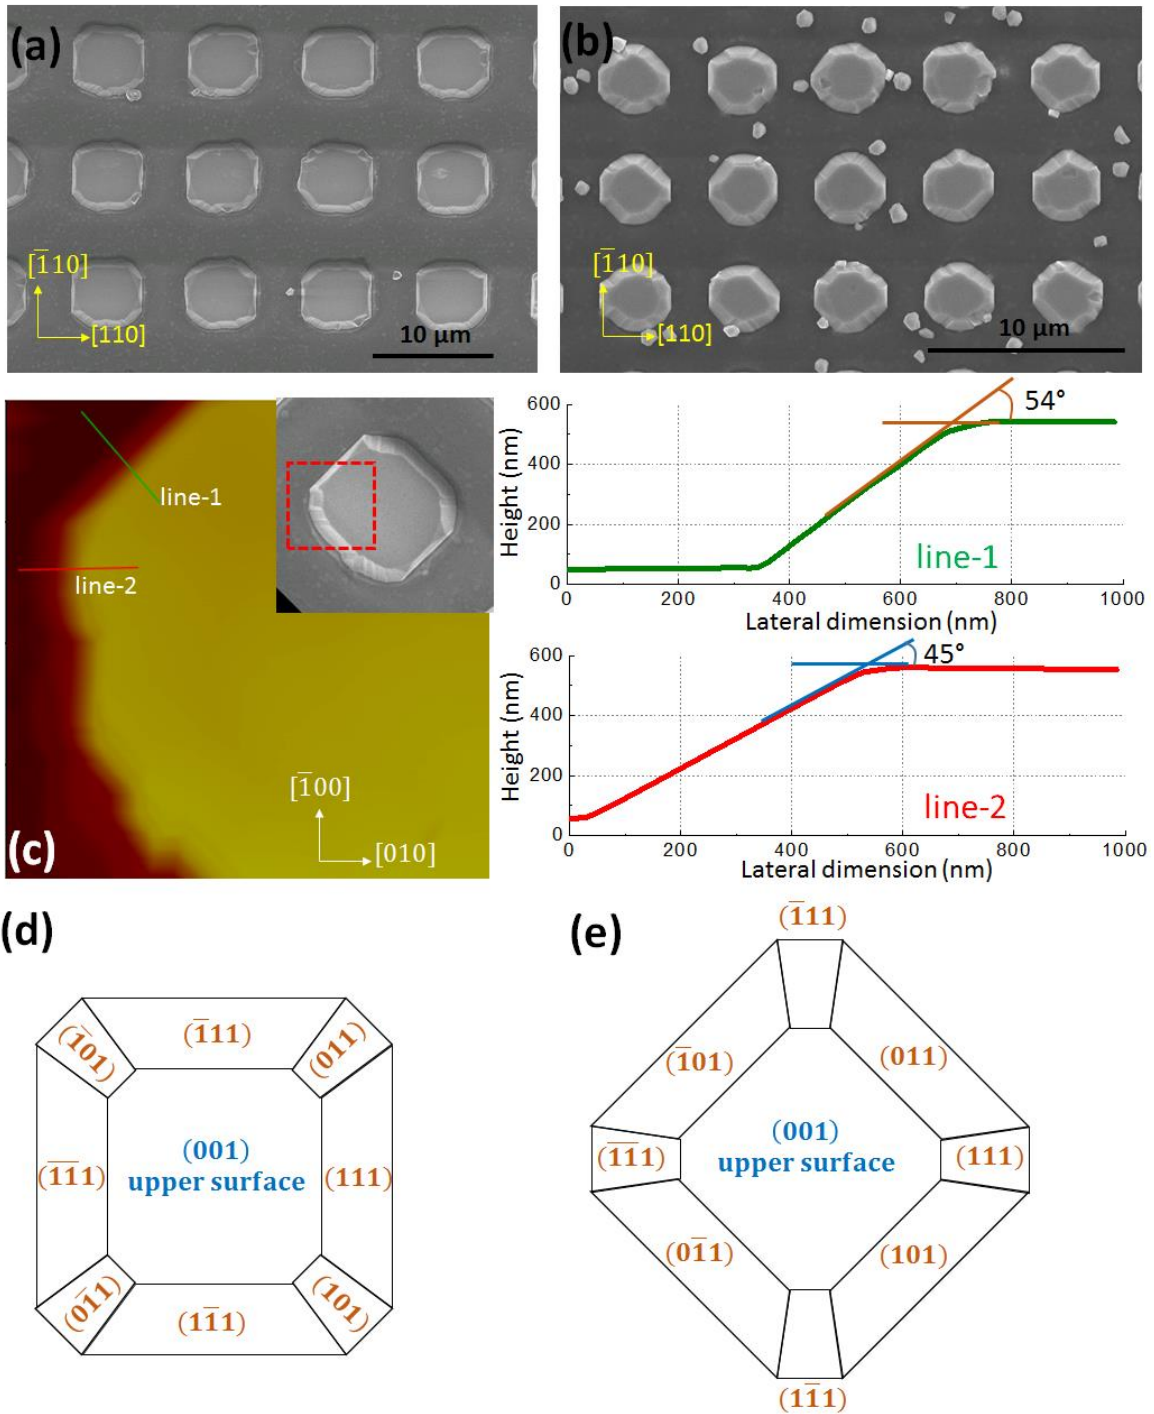 (a)
[1̅10]
[110]
10 μm
(b)
[1̅10]
[110]
10 μm
line-1
line-2
[1̅00]
[010]
(c)
Height (nm)
600
400
200
0
54°
line-1
0 200 400 600 800 1000
Lateral dimension (nm)
Height (nm)
600
400
200
0
45°
line-2
0 200 400 600 800 1000
Lateral dimension (nm)
(d)
(1̅01)
(1̅11)
(011)
(1̅1̅1)
(001)
upper surface
(111)
(01̅1)
(11̅1)
(101)
(e)
(1̅11)
(1̅01)
(011)
(1̅1̅1)
(001)
upper surface
(111)
(01̅1)
(101)
(11̅1)